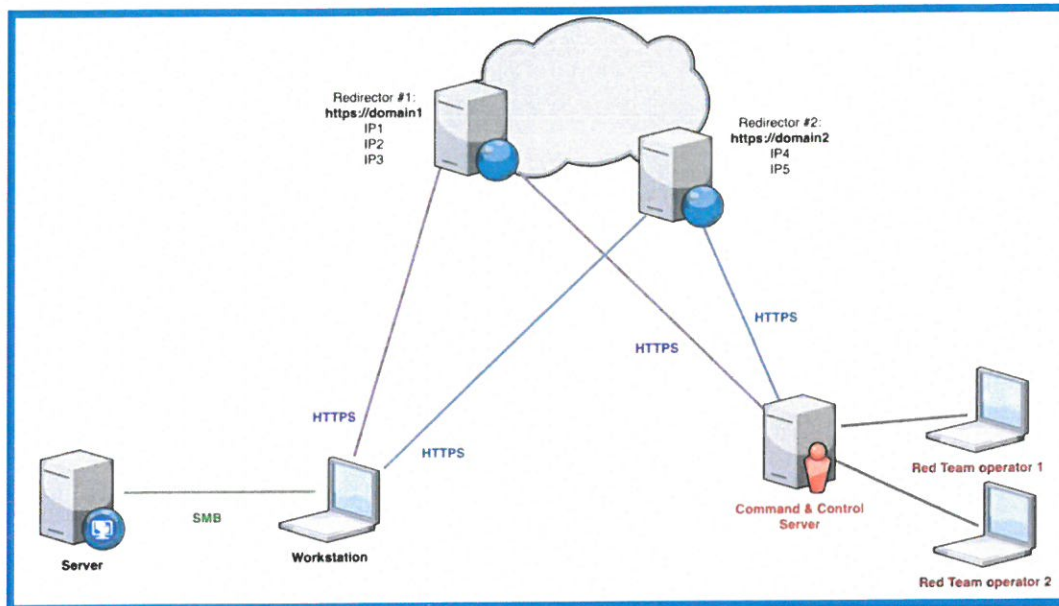 Redirector #1:
https://domain1
IP1
IP2
IP3
Redirector #2:
https://domain2
IP4
IP5
HTTPS
HTTPS
HTTPS
HTTPS
SMB
Server
Workstation
Command & Control
Server
Red Team operator 1
Red Team operator 2